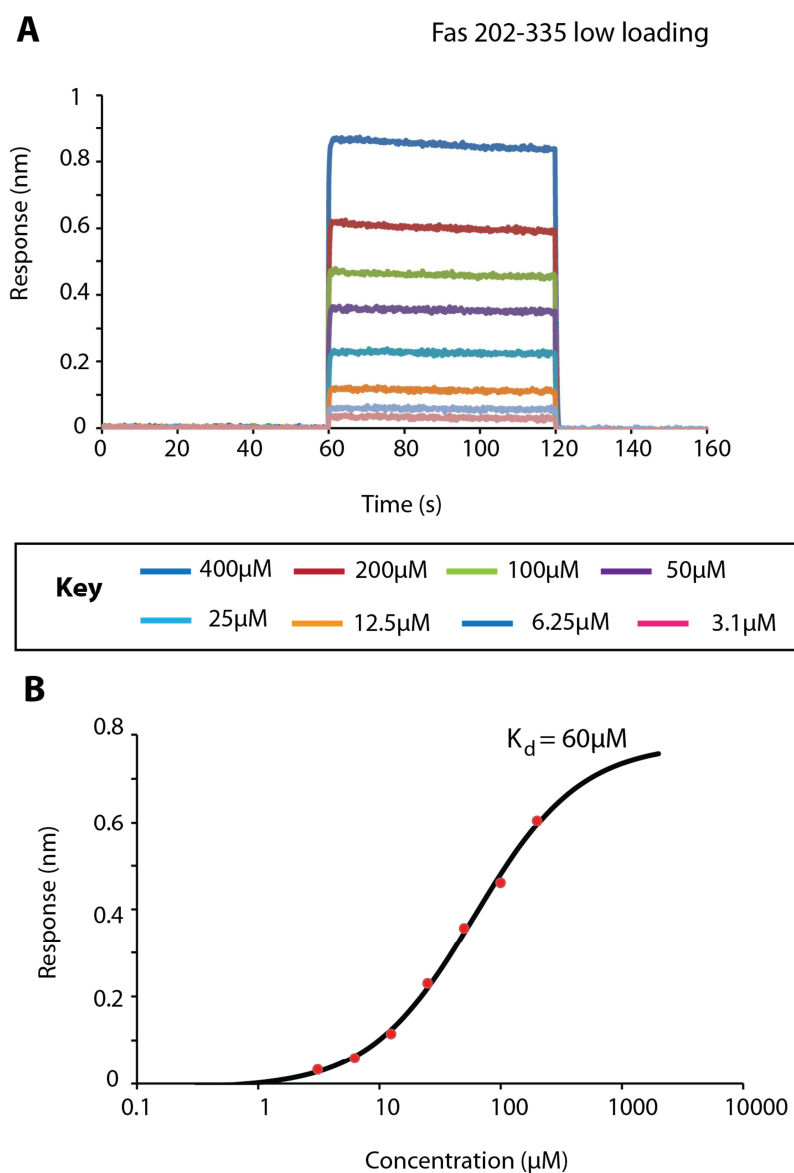 A
Fas 202-335 low loading
Response (nm)
1
0.8
0.6
0.4
0.2
0
0 20 40 60 80 100 120 140 160
Time (s)
Key
400µM 200µM 100µM 50µM
25µM 12.5µM 6.25µM 3.1µM
B
Kd = 60µM
Response (nm)
0.8
0.6
0.4
0.2
0
0.1 1 10 100 1000 10000
Concentration (µM)